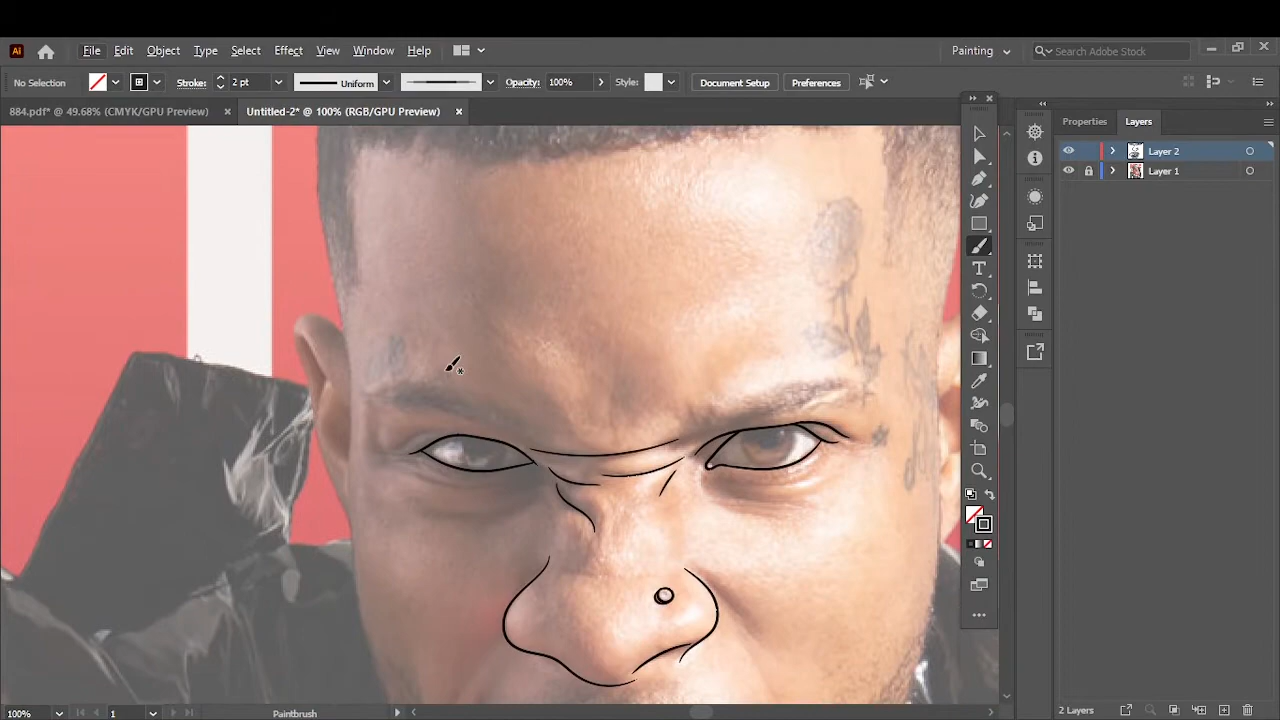 Ai File Edit Object Type Select Effect View Window Help Painting Search Adobe Stock
No Selection Stroke: 2 pt Uniform Opacity: 100% Style: Document Setup Preferences
884.pdf* @ 49.68% (CMYK/GPU Preview) Untitled-2* @ 100% (RGB/GPU Preview)
Properties Layers
Layer 2
Layer 1
100% 1 Paintbrush 2 Layers